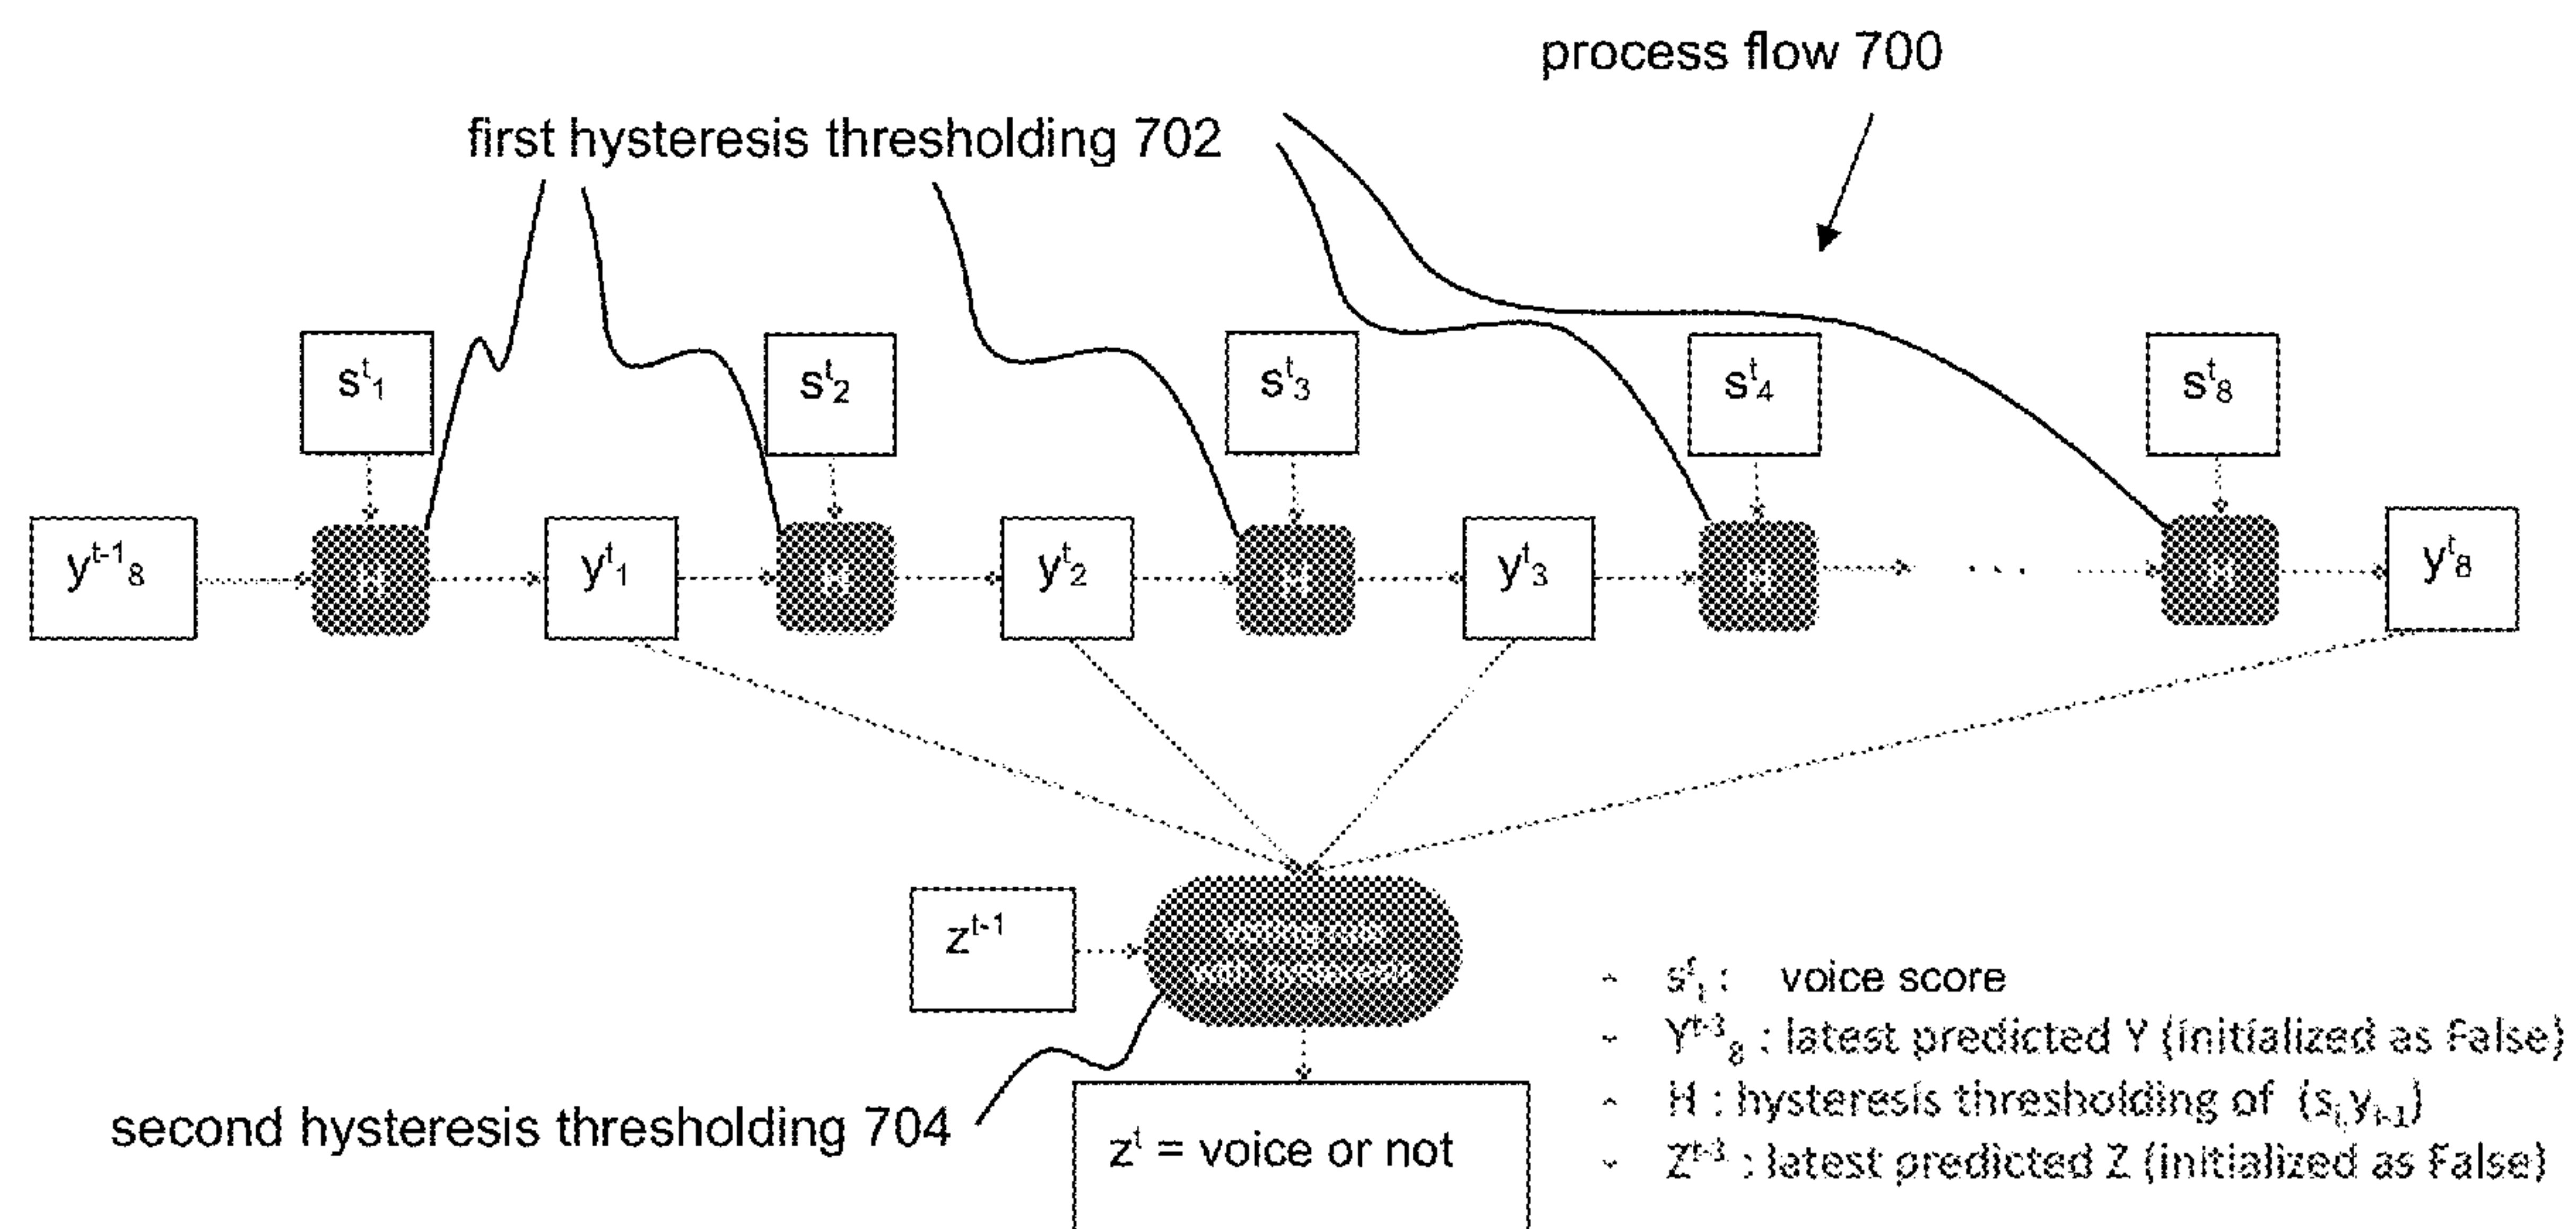 process flow 700
first hysteresis thresholding 702
s^t_1 s^t_2 s^t_3 s^t_4 s^t_8
y^{t-1}_8 H y^t_1 H y^t_2 H y^t_3 H ... H y^t_8
z^{t-1}
with hysteresis
s^t_i : voice score
Y^{t-1}_8 : latest predicted Y (initialized as False)
H : hysteresis thresholding of (s_i y_{i-1})
Z^{t-1} : latest predicted Z (initialized as False)
second hysteresis thresholding 704
z^t = voice or not